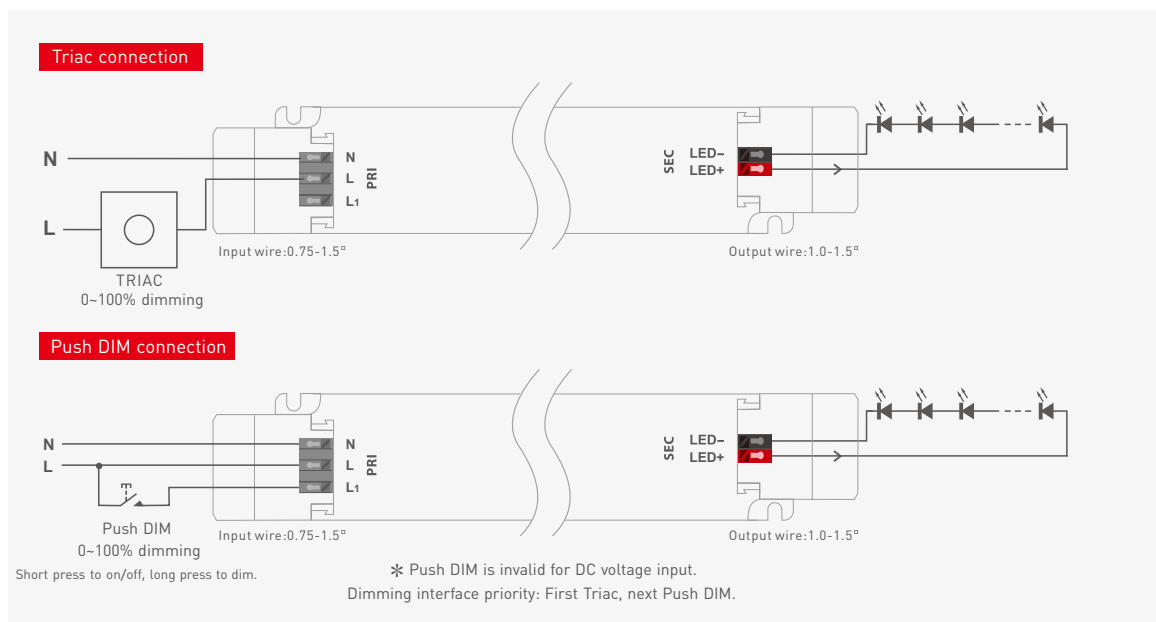 Triac connection
N
N
L
PRI
L1
L
TRIAC
0~100% dimming
Input wire:0.75-1.5▫
SEC
LED–
LED+
Output wire:1.0-1.5▫
Push DIM connection
N
L
N
L
PRI
L1
Push DIM
0~100% dimming
Short press to on/off, long press to dim.
Input wire:0.75-1.5▫
SEC
LED–
LED+
Output wire:1.0-1.5▫
✻ Push DIM is invalid for DC voltage input.
Dimming interface priority: First Triac, next Push DIM.